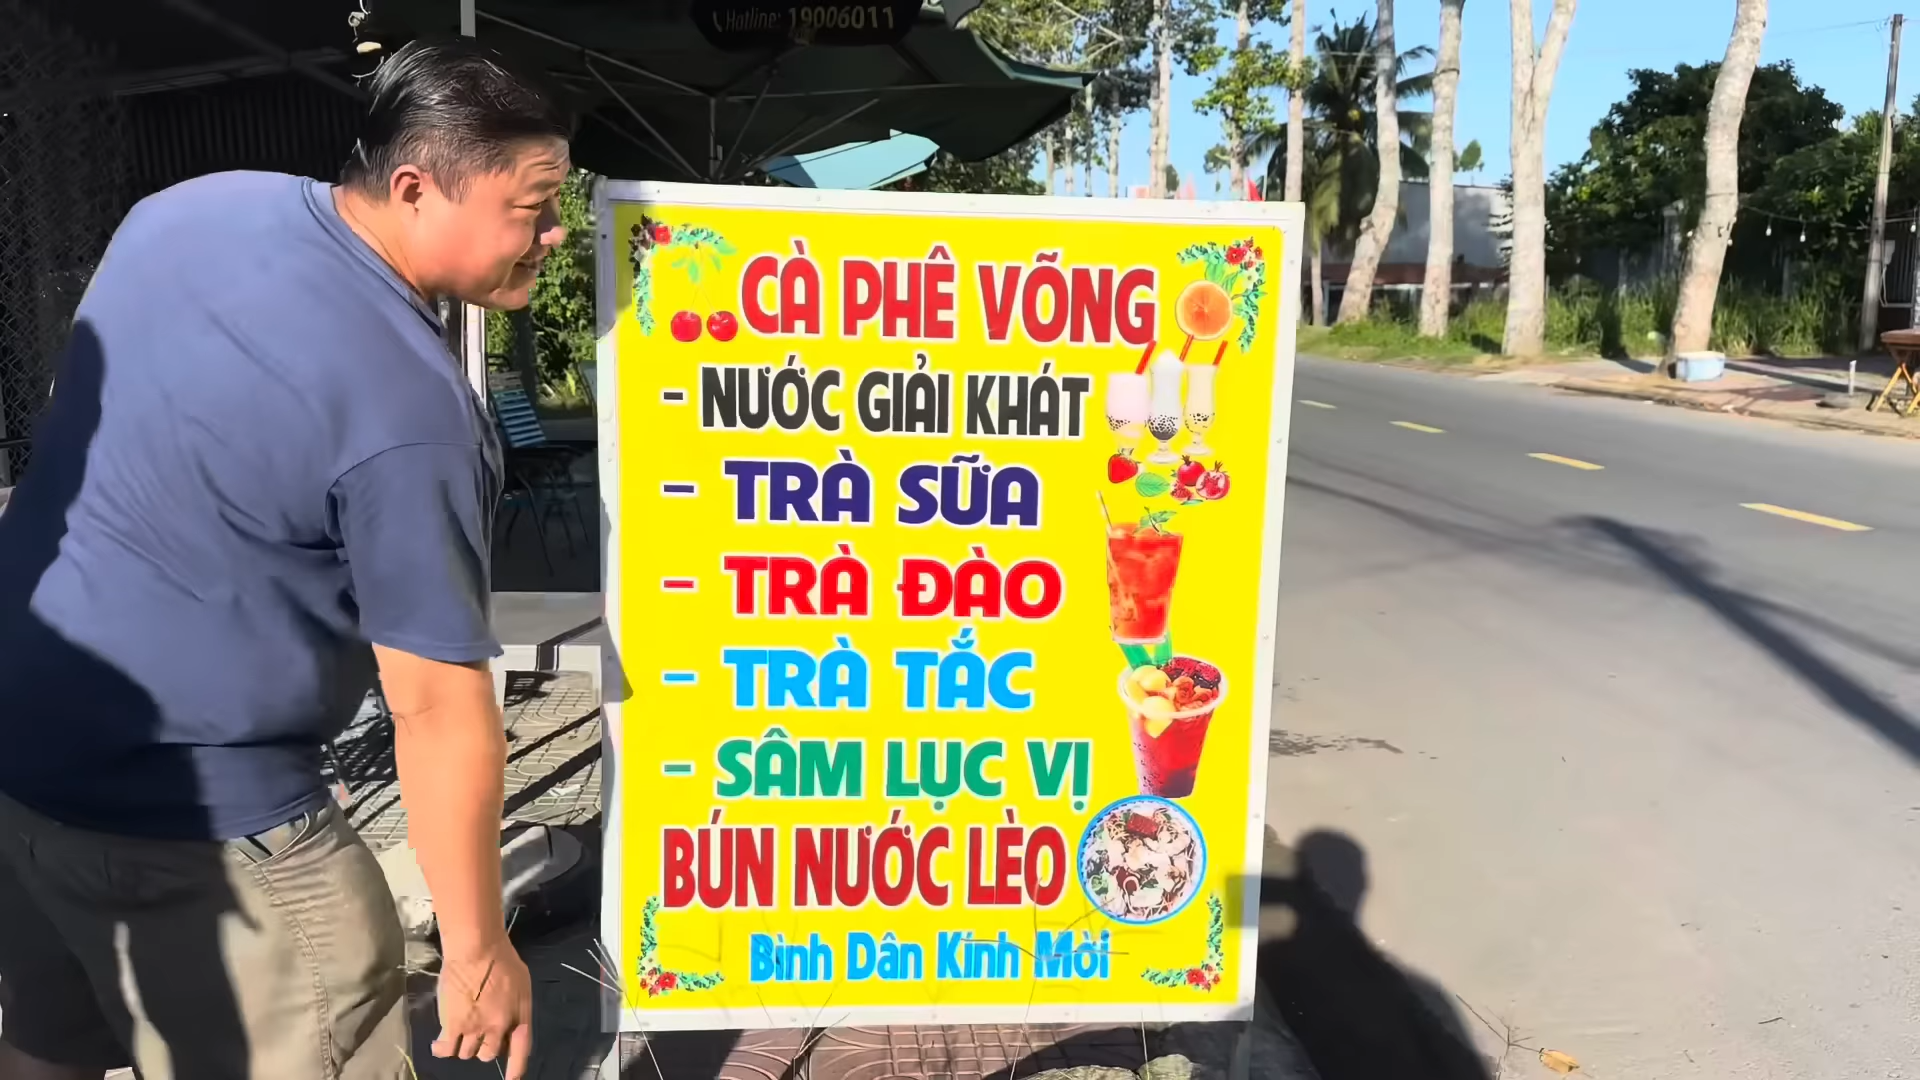 Hotline: 19006011
CÀ PHÊ VÕNG
- NƯỚC GIẢI KHÁT
- TRÀ SỮA
- TRÀ ĐÀO
- TRÀ TẮC
- SÂM LỤC VỊ
BÚN NƯỚC LÈO
Bình Dân Kính Mời